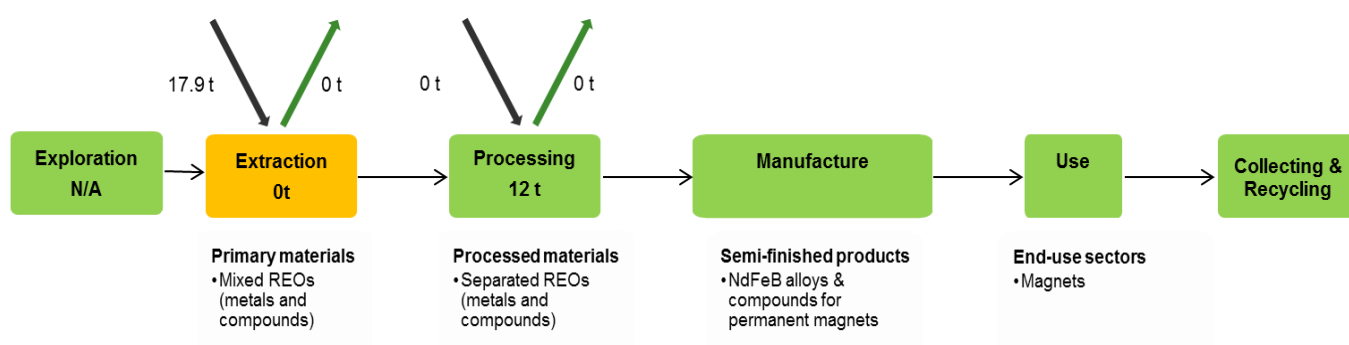 17.9 t
0 t
0 t
0 t
Exploration
N/A
Extraction
0t
Processing
12 t
Manufacture
Use
Collecting &
Recycling
Primary materials
•Mixed REOs
(metals and
compounds)
Processed materials
•Separated REOs
(metals and
compounds)
Semi-finished products
•NdFeB alloys &
compounds for
permanent magnets
End-use sectors
•Magnets